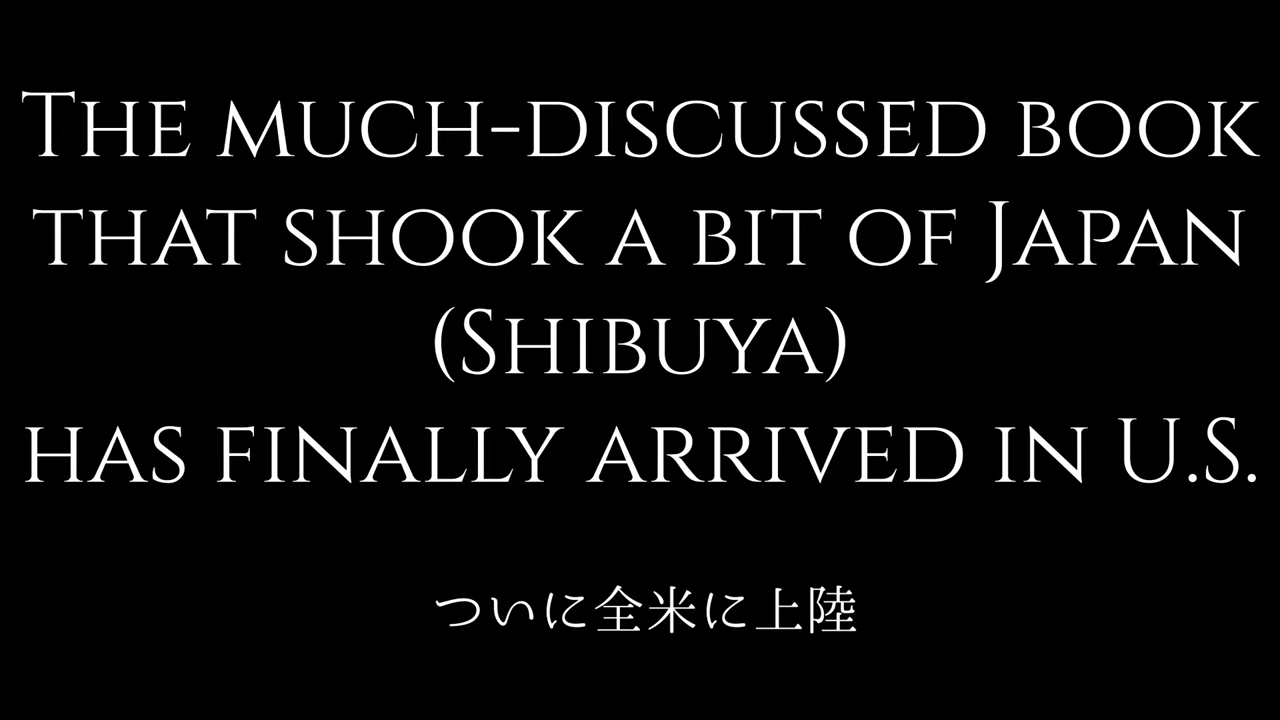 The much-discussed book
that shook a bit of Japan
(Shibuya)
has finally arrived in U.S.
ついに全米に上陸